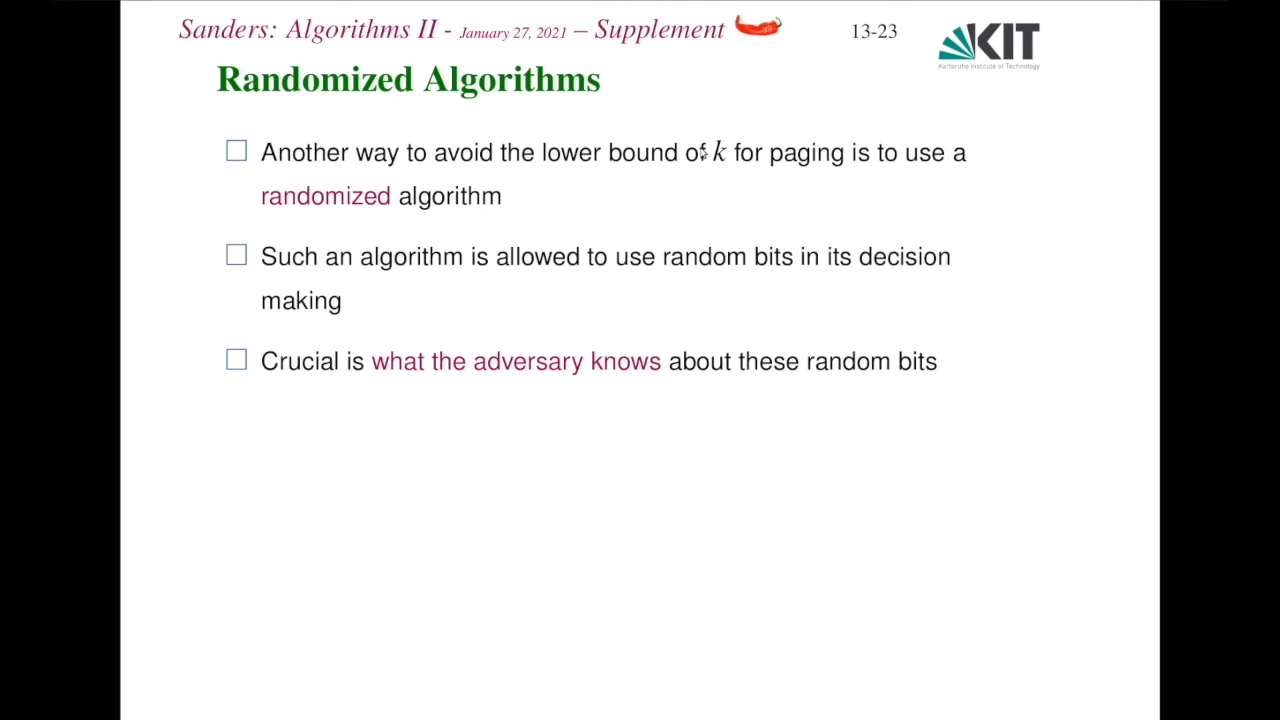 Sanders: Algorithms II - January 27, 2021 – Supplement 13-23
KIT
Karlsruhe Institute of Technology
Randomized Algorithms
Another way to avoid the lower bound of k for paging is to use a
randomized algorithm
Such an algorithm is allowed to use random bits in its decision
making
Crucial is what the adversary knows about these random bits